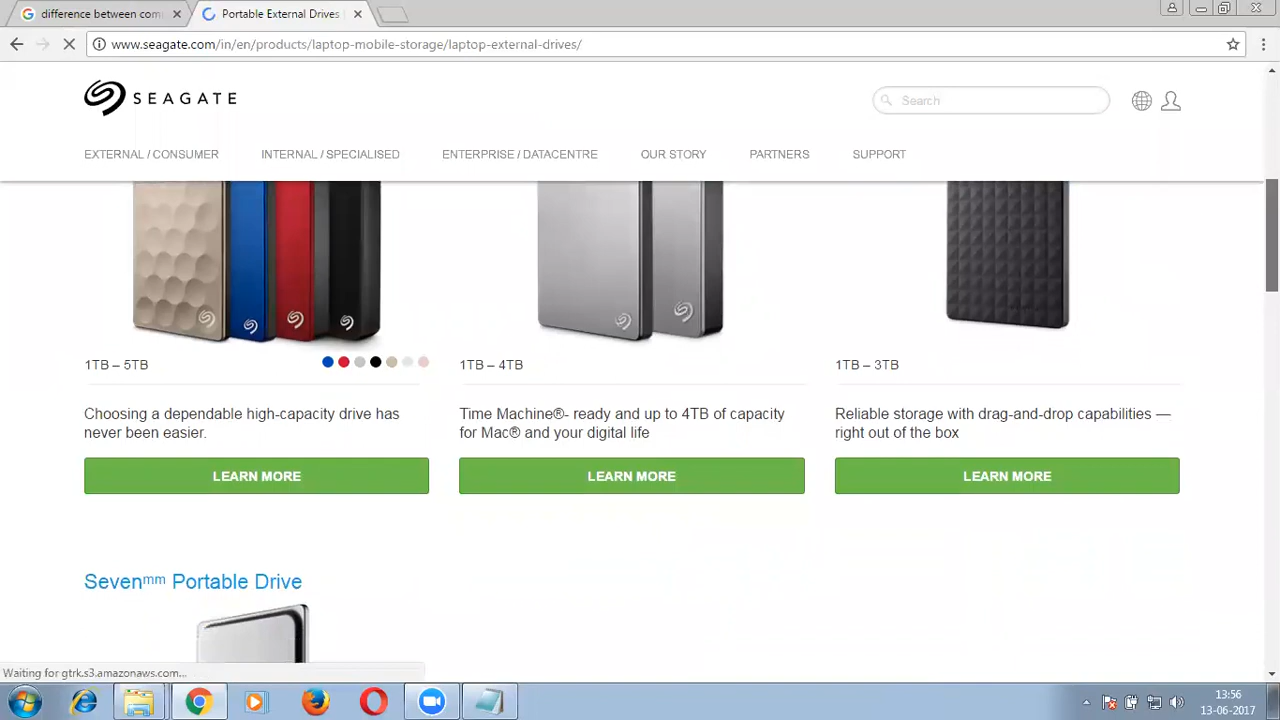 difference between com
Portable External Drives
www.seagate.com/in/en/products/laptop-mobile-storage/laptop-external-drives/
SEAGATE
Search
EXTERNAL / CONSUMER
INTERNAL / SPECIALISED
ENTERPRISE / DATACENTRE
OUR STORY
PARTNERS
SUPPORT
1TB – 5TB
1TB – 4TB
1TB – 3TB
Choosing a dependable high-capacity drive has
never been easier.
Time Machine®- ready and up to 4TB of capacity
for Mac® and your digital life
Reliable storage with drag-and-drop capabilities —
right out of the box
LEARN MORE
LEARN MORE
LEARN MORE
Sevenmm Portable Drive
Waiting for gtrk.s3.amazonaws.com...
13:56
13-06-2017